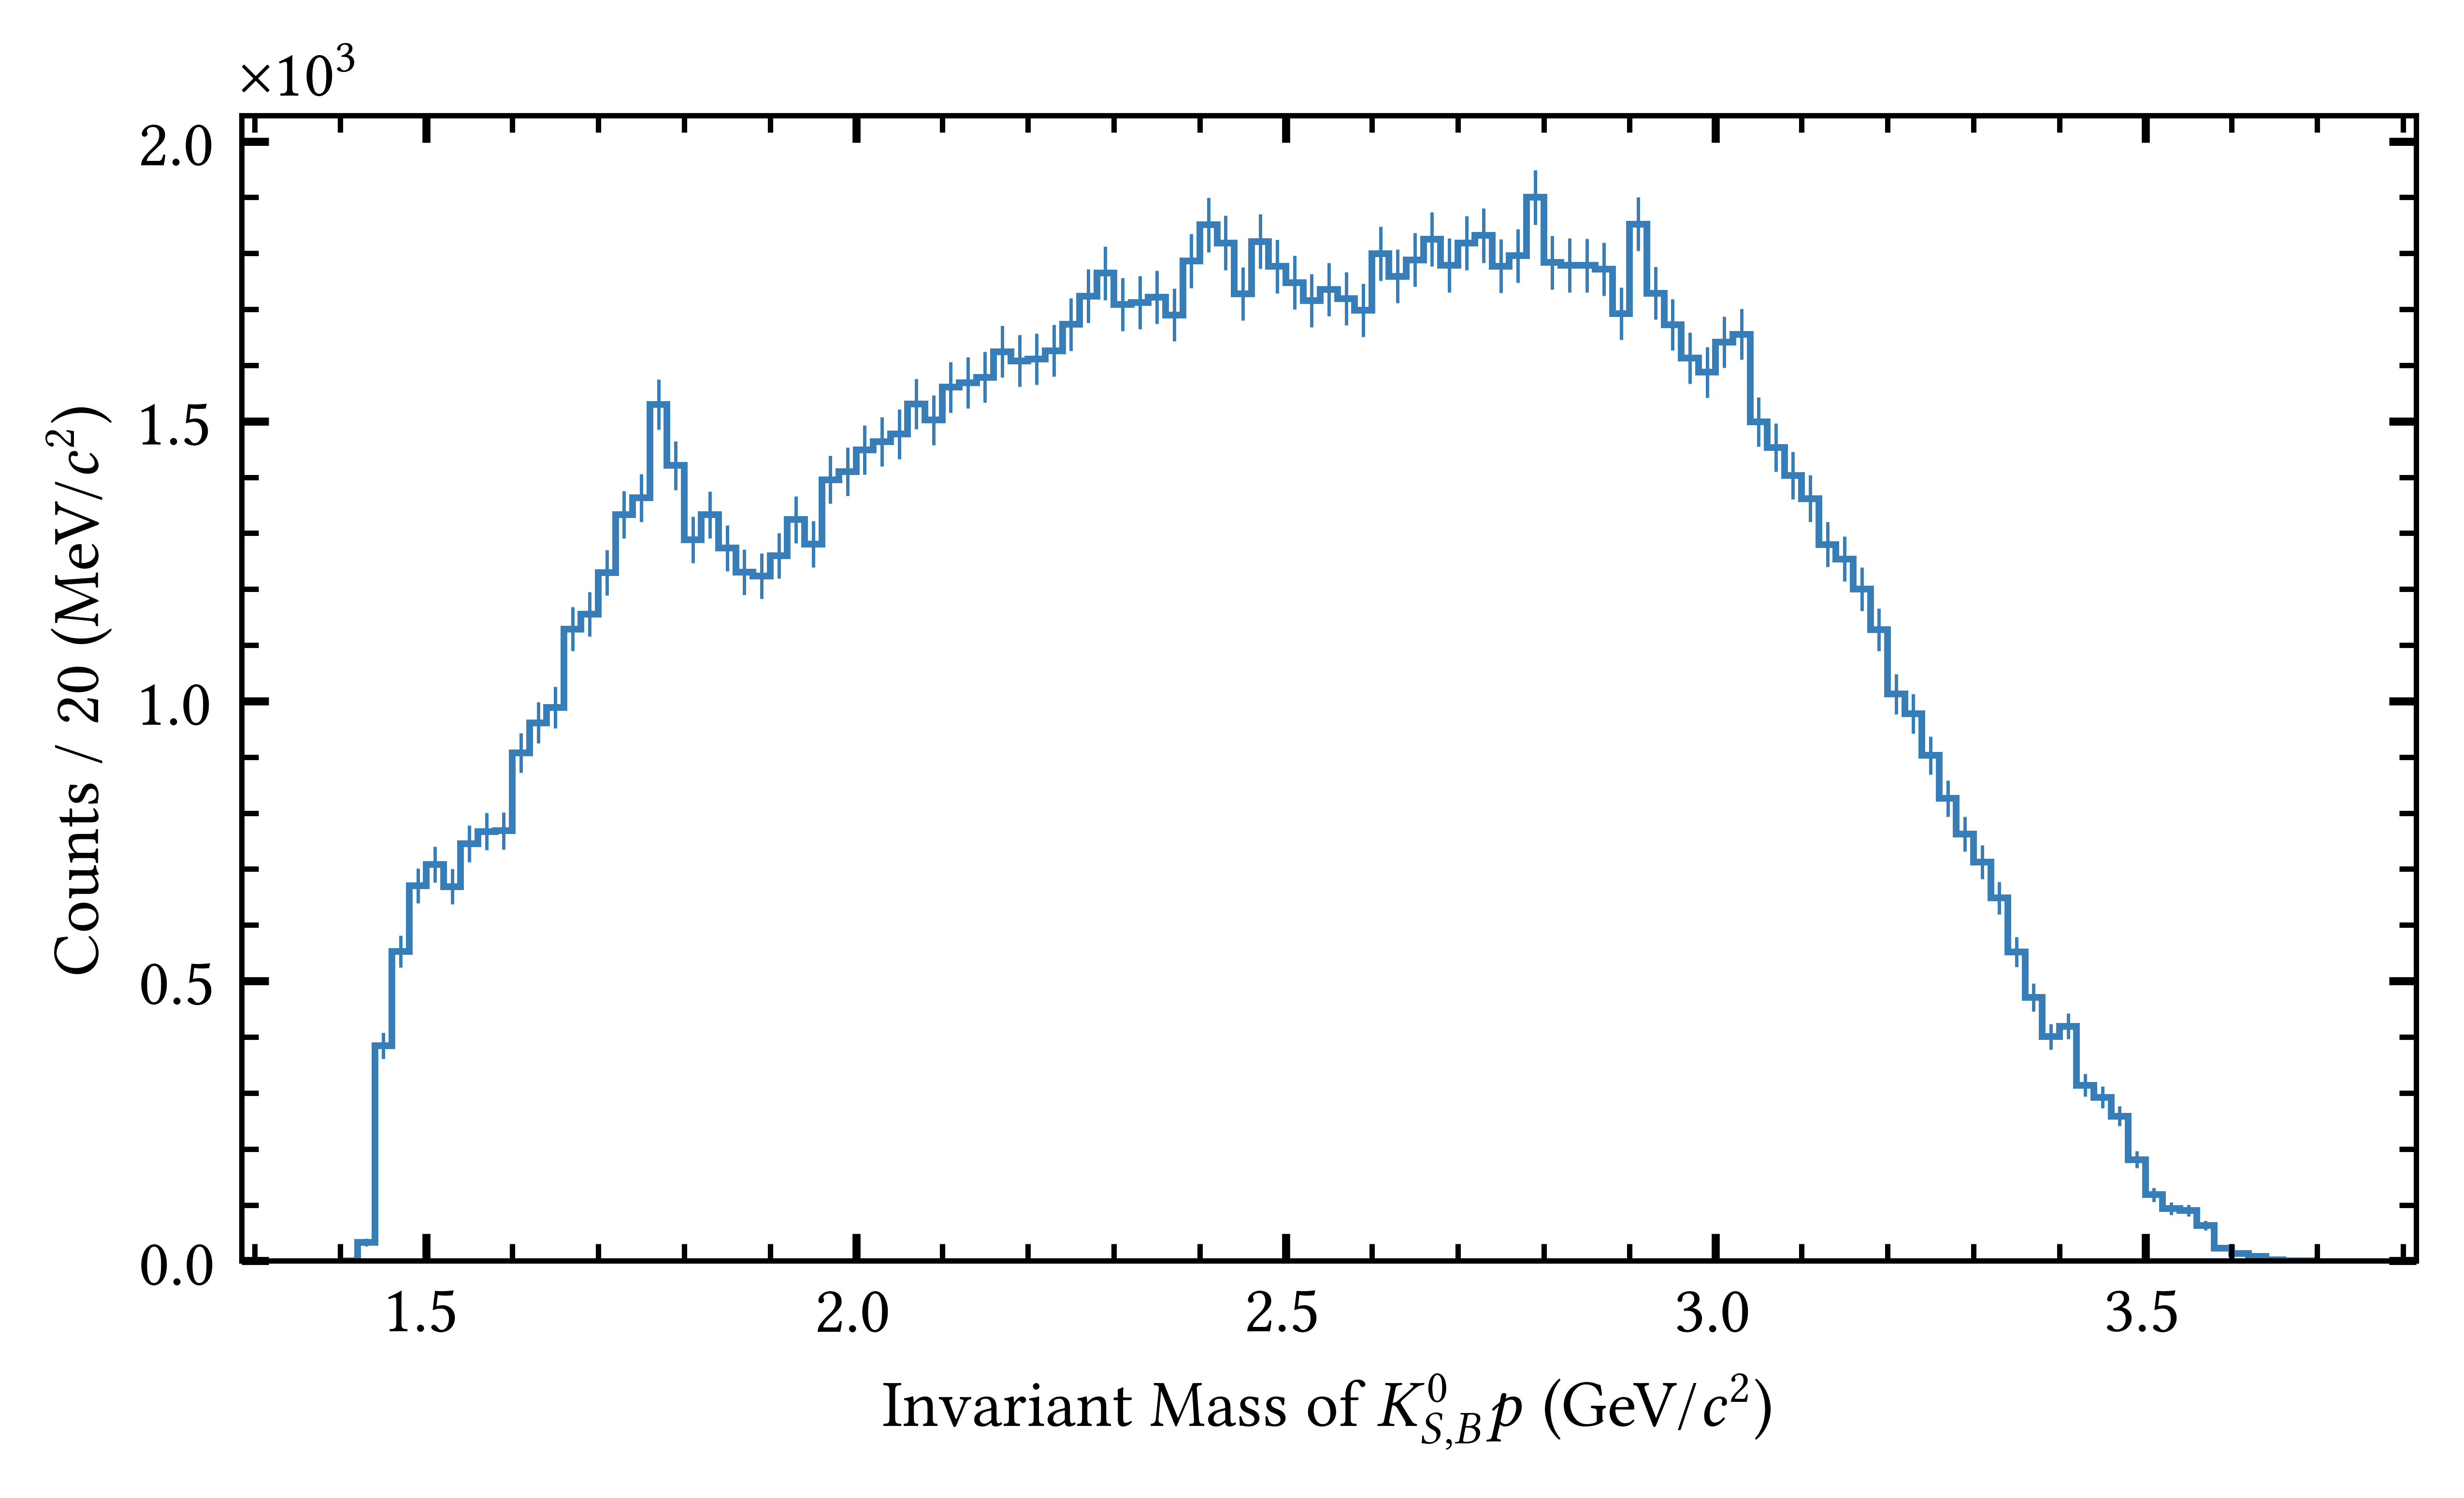 ×10³
2.0
1.5
1.0
0.5
0.0
Counts / 20 (MeV/c²)
1.5 2.0 2.5 3.0 3.5
Invariant Mass of K⁰_{S,B}p (GeV/c²)